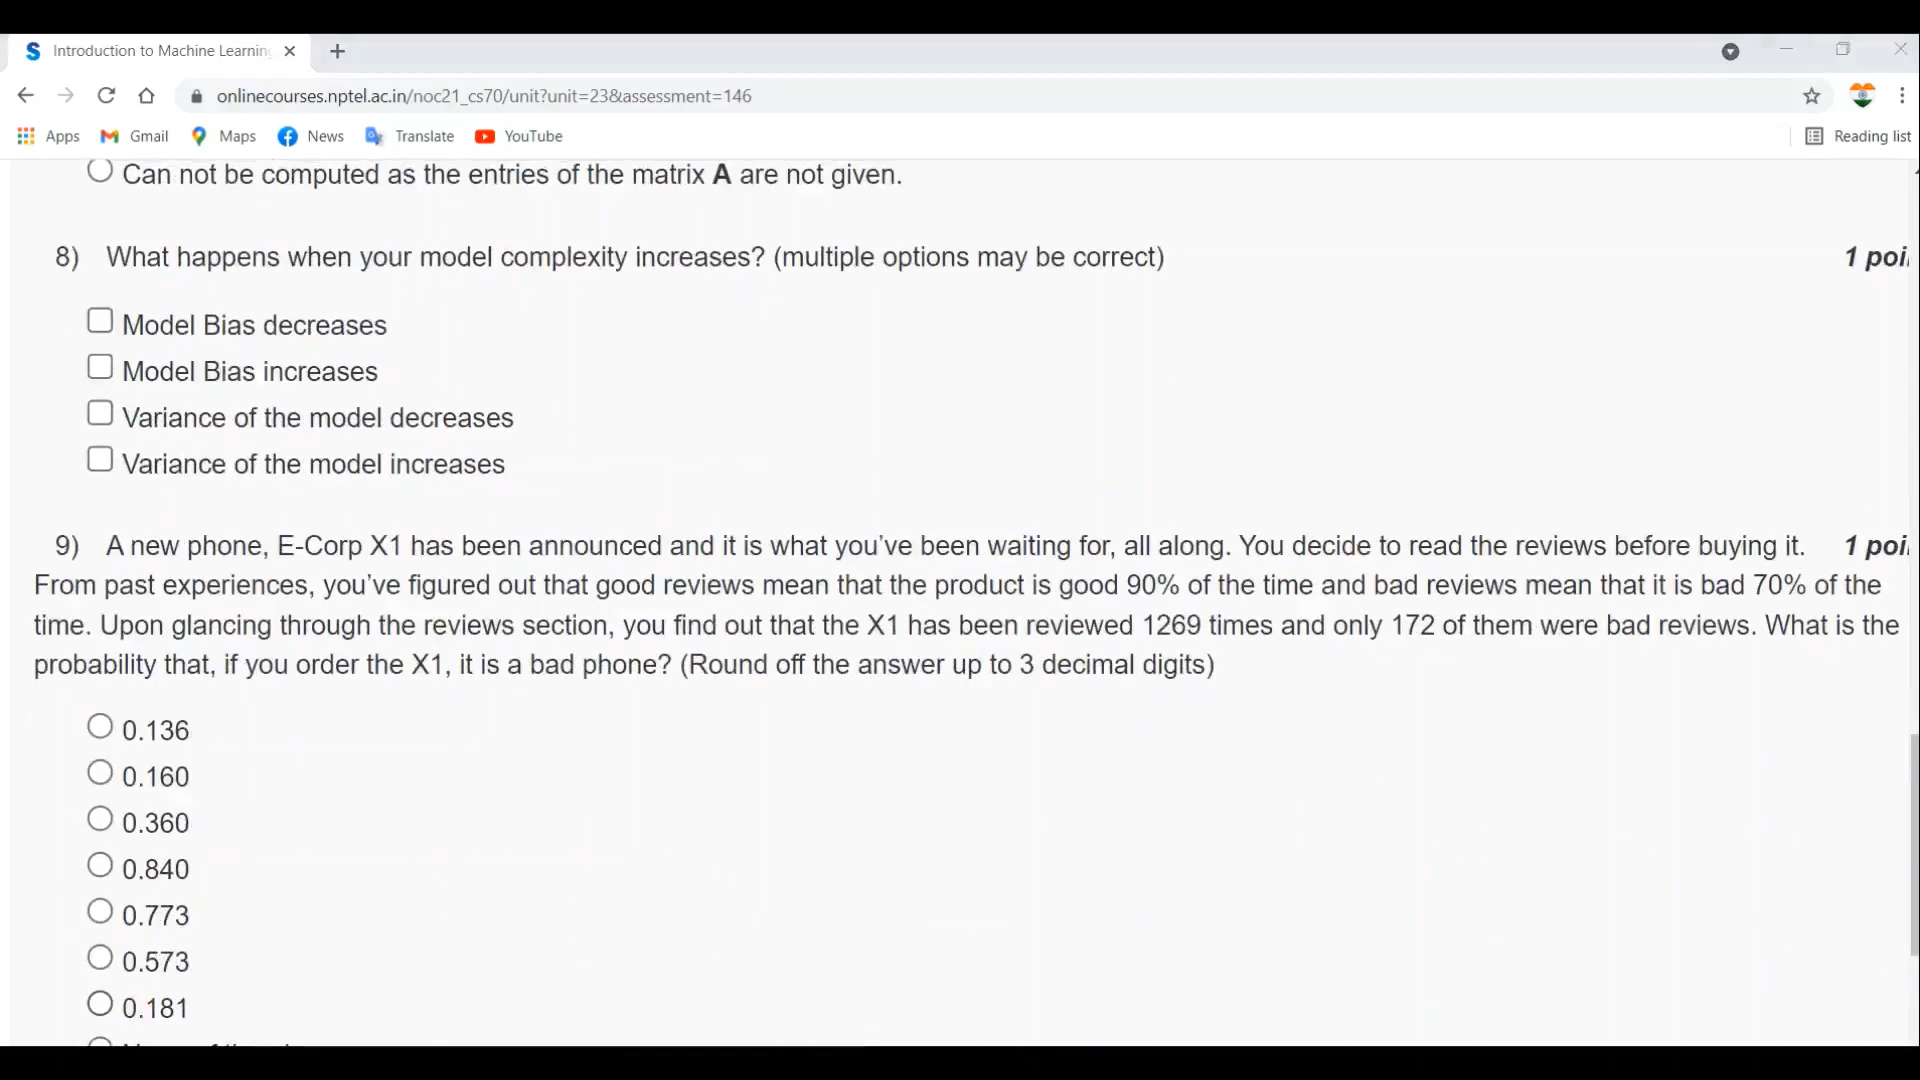 Introduction to Machine Learning
onlinecourses.nptel.ac.in/noc21_cs70/unit?unit=23&assessment=146
Apps Gmail Maps News Translate YouTube Reading list
Can not be computed as the entries of the matrix A are not given.
8) What happens when your model complexity increases? (multiple options may be correct) 1 poi
Model Bias decreases
Model Bias increases
Variance of the model decreases
Variance of the model increases
9) A new phone, E-Corp X1 has been announced and it is what you've been waiting for, all along. You decide to read the reviews before buying it. 1 poi
From past experiences, you've figured out that good reviews mean that the product is good 90% of the time and bad reviews mean that it is bad 70% of the
time. Upon glancing through the reviews section, you find out that the X1 has been reviewed 1269 times and only 172 of them were bad reviews. What is the
probability that, if you order the X1, it is a bad phone? (Round off the answer up to 3 decimal digits)
0.136
0.160
0.360
0.840
0.773
0.573
0.181